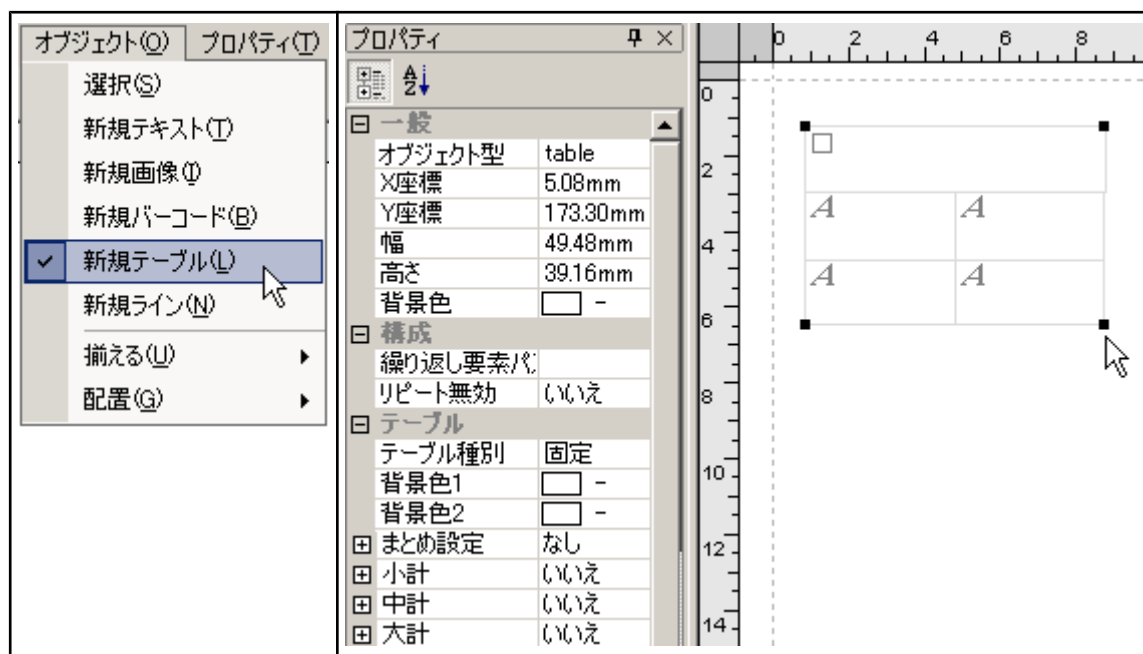 オブジェクト(O) プロパティ(T)
選択(S)
新規テキスト(T)
新規画像(I)
新規バーコード(B)
新規テーブル(L)
新規ライン(N)
揃える(U)
配置(G)
プロパティ
A
Z
一般
オブジェクト型 table
X座標 5.08mm
Y座標 173.30mm
幅 49.48mm
高さ 39.16mm
背景色 −
構成
繰り返し要素パ
リピート無効 いいえ
テーブル
テーブル種別 固定
背景色1 −
背景色2 −
まとめ設定 なし
小計 いいえ
中計 いいえ
大計 いいえ
0 2 4 6 8
0
2
4
6
8
10
12
14
A A
A A